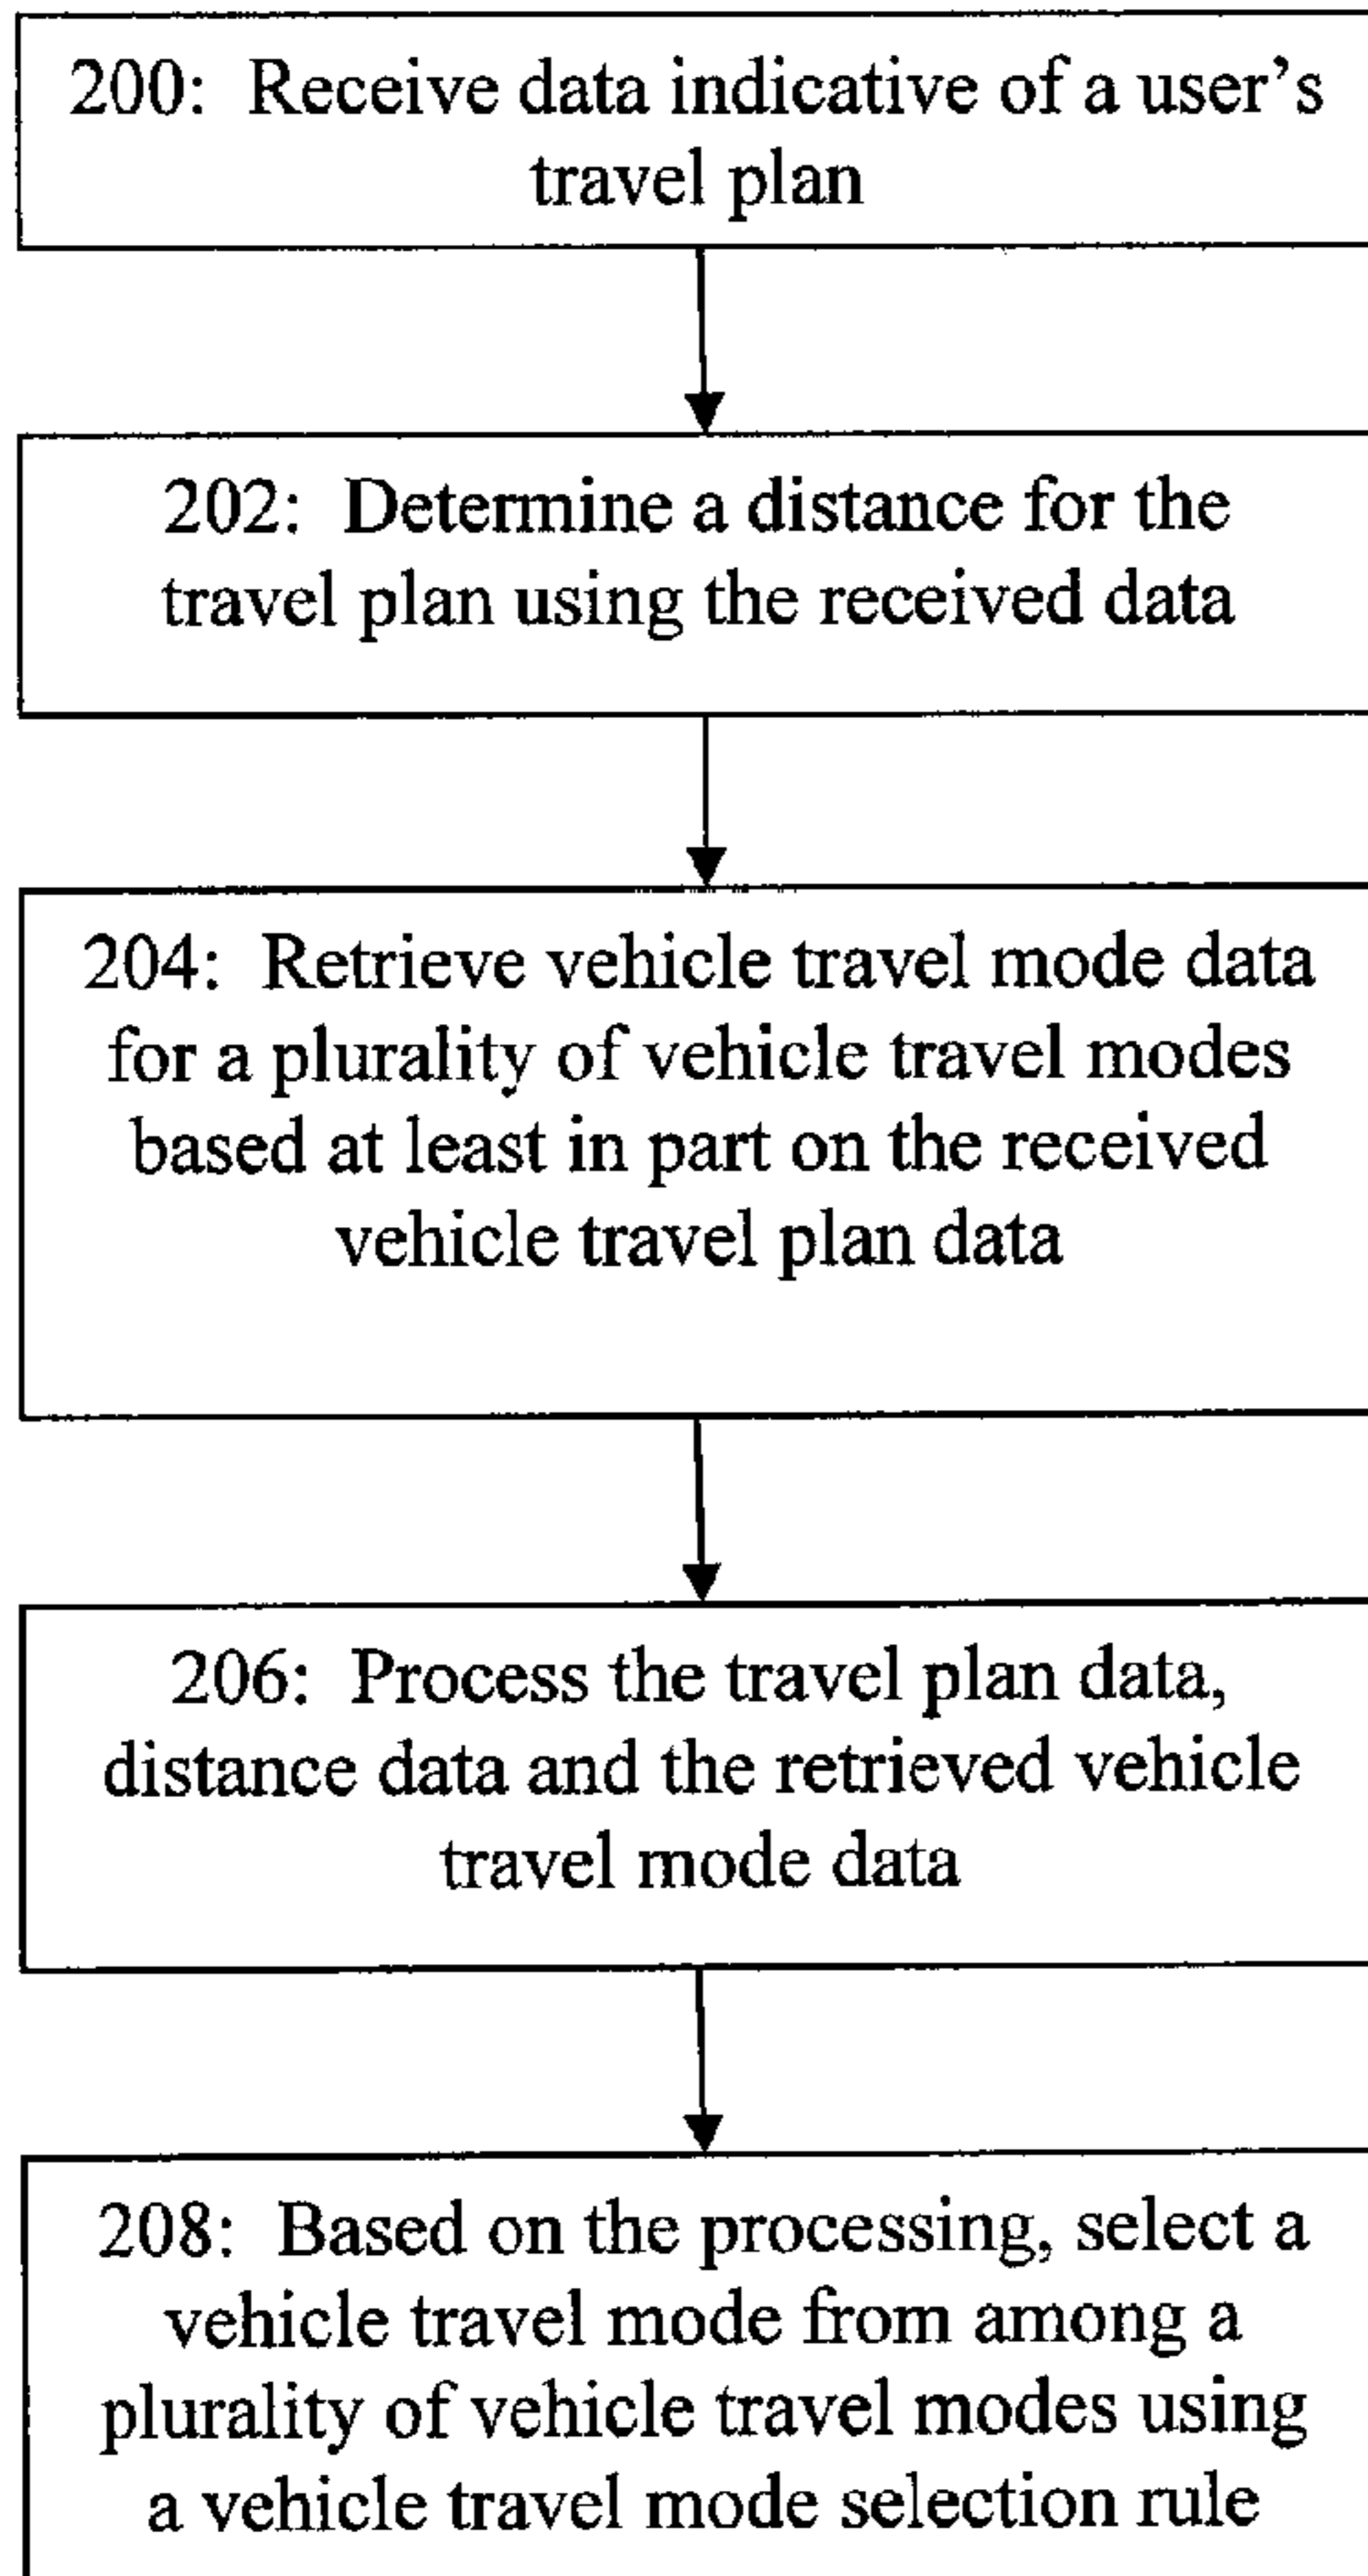 200: Receive data indicative of a user’s
travel plan
202: Determine a distance for the
travel plan using the received data
204: Retrieve vehicle travel mode data
for a plurality of vehicle travel modes
based at least in part on the received
vehicle travel plan data
206: Process the travel plan data,
distance data and the retrieved vehicle
travel mode data
208: Based on the processing, select a
vehicle travel mode from among a
plurality of vehicle travel modes using
a vehicle travel mode selection rule